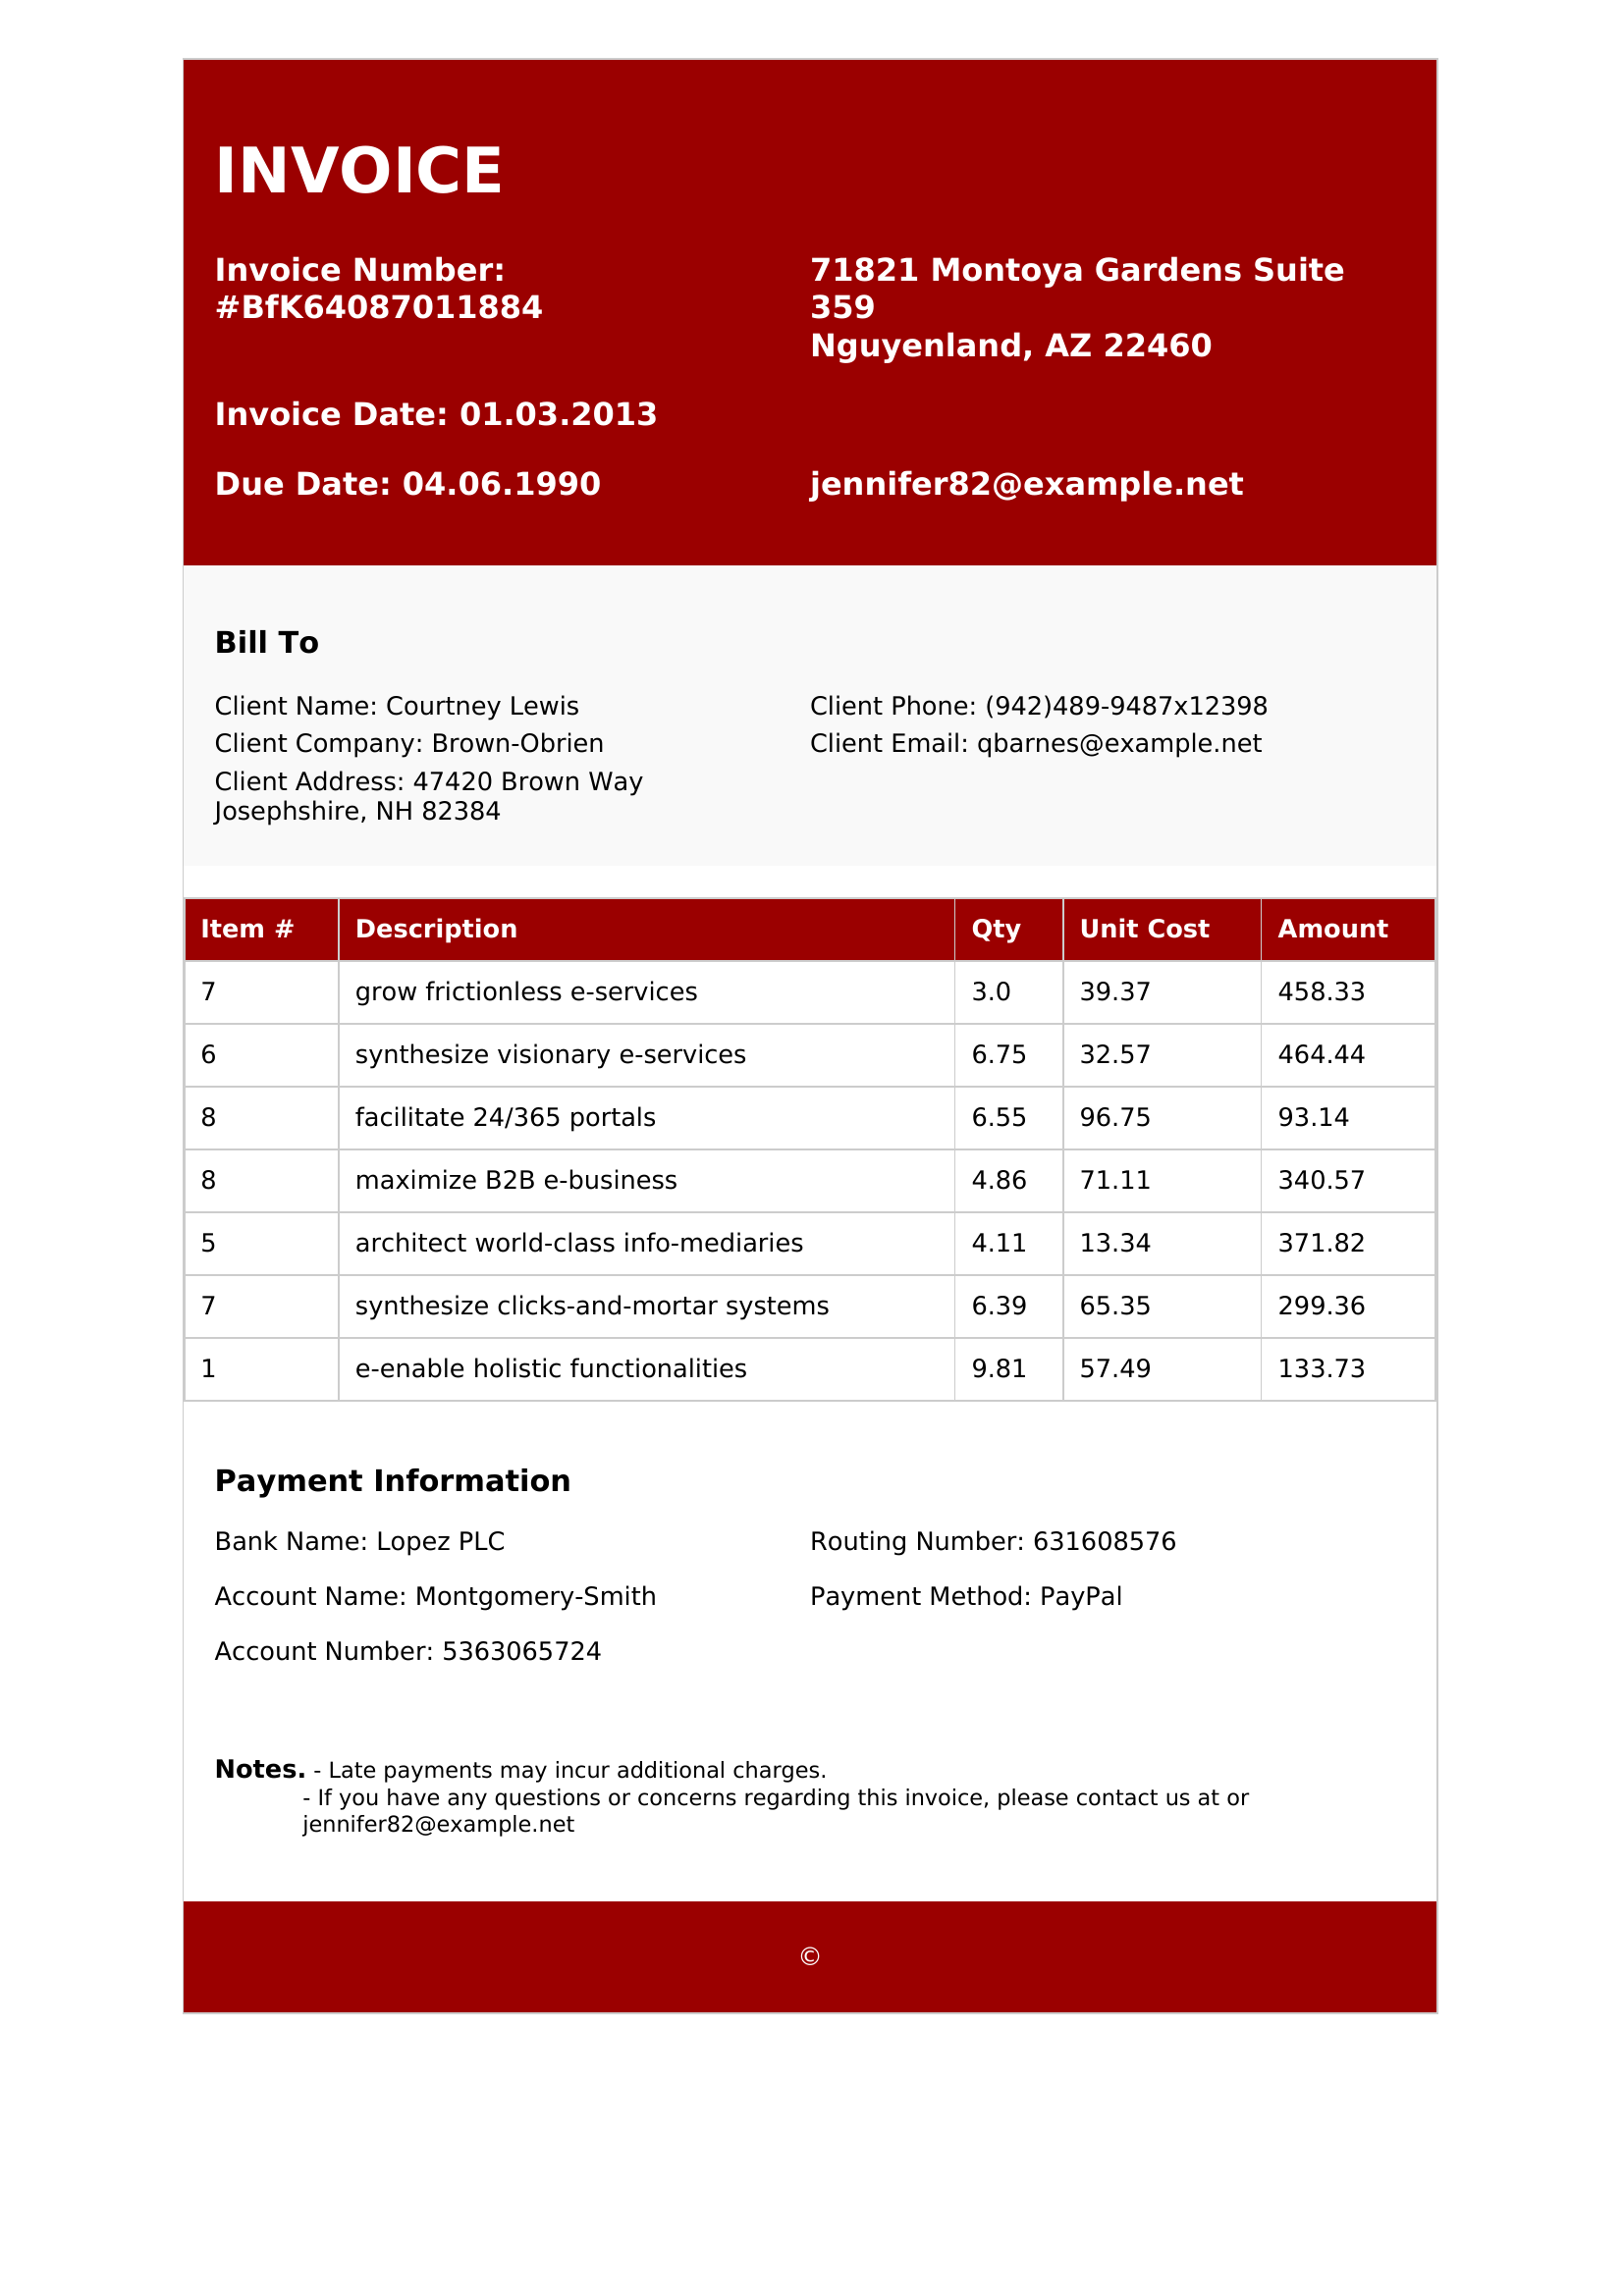 INVOICE
Invoice Number:
#BfK64087011884
71821 Montoya Gardens Suite
359
Nguyenland, AZ 22460
Invoice Date: 01.03.2013
Due Date: 04.06.1990
jennifer82@example.net
Bill To
Client Name: Courtney Lewis
Client Company: Brown-Obrien
Client Address: 47420 Brown Way
Josephshire, NH 82384
Client Phone: (942)489-9487x12398
Client Email: qbarnes@example.net
Item # Description Qty Unit Cost Amount
7 grow frictionless e-services 3.0 39.37 458.33
6 synthesize visionary e-services 6.75 32.57 464.44
8 facilitate 24/365 portals 6.55 96.75 93.14
8 maximize B2B e-business 4.86 71.11 340.57
5 architect world-class info-mediaries 4.11 13.34 371.82
7 synthesize clicks-and-mortar systems 6.39 65.35 299.36
1 e-enable holistic functionalities 9.81 57.49 133.73
Payment Information
Bank Name: Lopez PLC
Account Name: Montgomery-Smith
Account Number: 5363065724
Routing Number: 631608576
Payment Method: PayPal
Notes. - Late payments may incur additional charges.
- If you have any questions or concerns regarding this invoice, please contact us at or
jennifer82@example.net
©